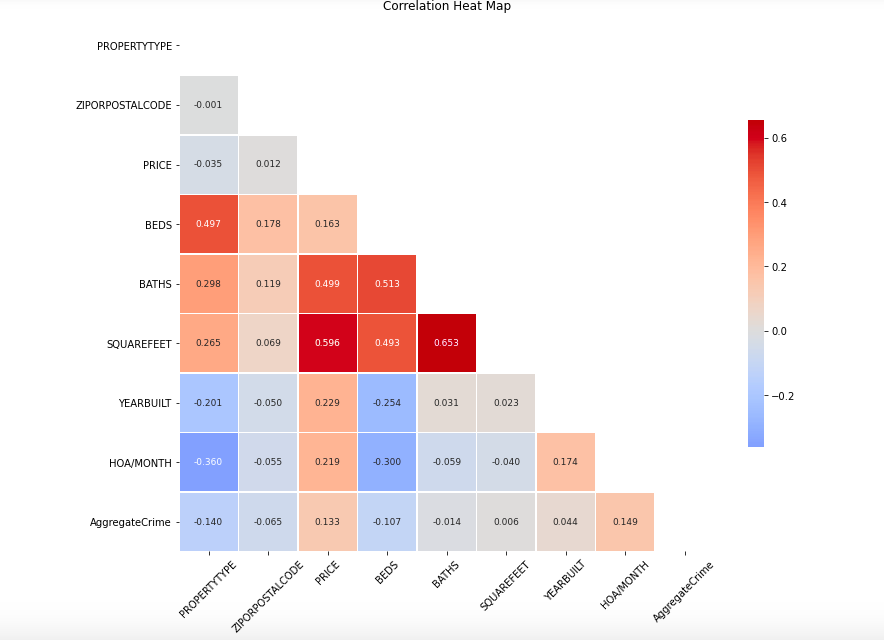 Correlation Heat Map
PROPERTYTYPE
ZIPORPOSTALCODE -0.001
PRICE -0.035 0.012
BEDS 0.497 0.178 0.163
BATHS 0.298 0.119 0.499 0.513
SQUAREFEET 0.265 0.069 0.596 0.493 0.653
YEARBUILT -0.201 -0.050 0.229 -0.254 0.031 0.023
HOA/MONTH -0.360 -0.055 0.219 -0.300 -0.059 -0.040 0.174
AggregateCrime -0.140 -0.065 0.133 -0.107 -0.014 0.006 0.044 0.149
PROPERTYTYPE ZIPORPOSTALCODE PRICE BEDS BATHS SQUAREFEET YEARBUILT HOA/MONTH AggregateCrime
0.6
0.4
0.2
0.0
−0.2